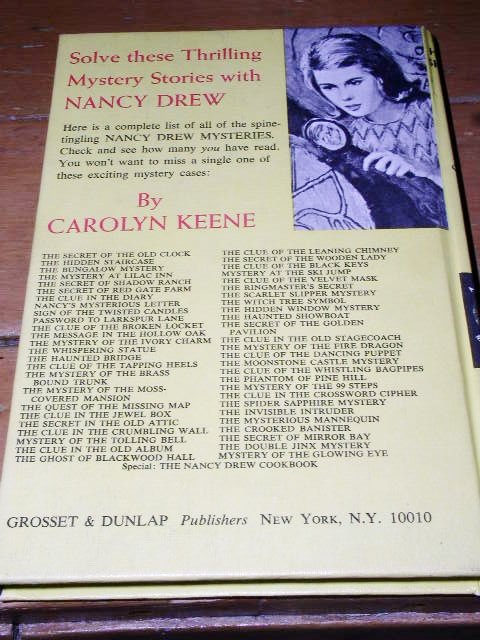 Solve these Thrilling
Mystery Stories with
NANCY DREW
Here is a complete list of all of the spine-
tingling NANCY DREW MYSTERIES.
Check and see how many you have read.
You won't want to miss a single one of
these exciting mystery cases:
By
CAROLYN KEENE
THE SECRET OF THE OLD CLOCK
THE HIDDEN STAIRCASE
THE BUNGALOW MYSTERY
THE MYSTERY AT LILAC INN
THE SECRET OF SHADOW RANCH
THE SECRET OF RED GATE FARM
THE CLUE IN THE DIARY
NANCY'S MYSTERIOUS LETTER
SIGN OF THE TWISTED CANDLES
PASSWORD TO LARKSPUR LANE
THE CLUE OF THE BROKEN LOCKET
THE MESSAGE IN THE HOLLOW OAK
THE MYSTERY OF THE IVORY CHARM
THE WHISPERING STATUE
THE HAUNTED BRIDGE
THE CLUE OF THE TAPPING HEELS
THE MYSTERY OF THE BRASS
BOUND TRUNK
THE MYSTERY OF THE MOSS-
COVERED MANSION
THE QUEST OF THE MISSING MAP
THE CLUE IN THE JEWEL BOX
THE SECRET IN THE OLD ATTIC
THE CLUE IN THE CRUMBLING WALL
MYSTERY OF THE TOLLING BELL
THE CLUE IN THE OLD ALBUM
THE GHOST OF BLACKWOOD HALL
THE CLUE OF THE LEANING CHIMNEY
THE SECRET OF THE WOODEN LADY
THE CLUE OF THE BLACK KEYS
MYSTERY AT THE SKI JUMP
THE CLUE OF THE VELVET MASK
THE RINGMASTER'S SECRET
THE SCARLET SLIPPER MYSTERY
THE WITCH TREE SYMBOL
THE HIDDEN WINDOW MYSTERY
THE HAUNTED SHOWBOAT
THE SECRET OF THE GOLDEN
PAVILION
THE CLUE IN THE OLD STAGECOACH
THE MYSTERY OF THE FIRE DRAGON
THE CLUE OF THE DANCING PUPPET
THE MOONSTONE CASTLE MYSTERY
THE CLUE OF THE WHISTLING BAGPIPES
THE PHANTOM OF PINE HILL
THE MYSTERY OF THE 99 STEPS
THE CLUE IN THE CROSSWORD CIPHER
THE SPIDER SAPPHIRE MYSTERY
THE INVISIBLE INTRUDER
THE MYSTERIOUS MANNEQUIN
THE CROOKED BANISTER
THE SECRET OF MIRROR BAY
THE DOUBLE JINX MYSTERY
MYSTERY OF THE GLOWING EYE
Special: THE NANCY DREW COOKBOOK
GROSSET & DUNLAP Publishers NEW YORK, N.Y. 10010